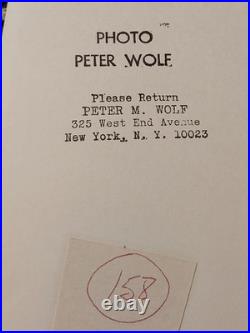 PHOTO
PETER WOLF
Please Return
PETER M. WOLF
325 West End Avenue
New York, N. Y. 10023
158